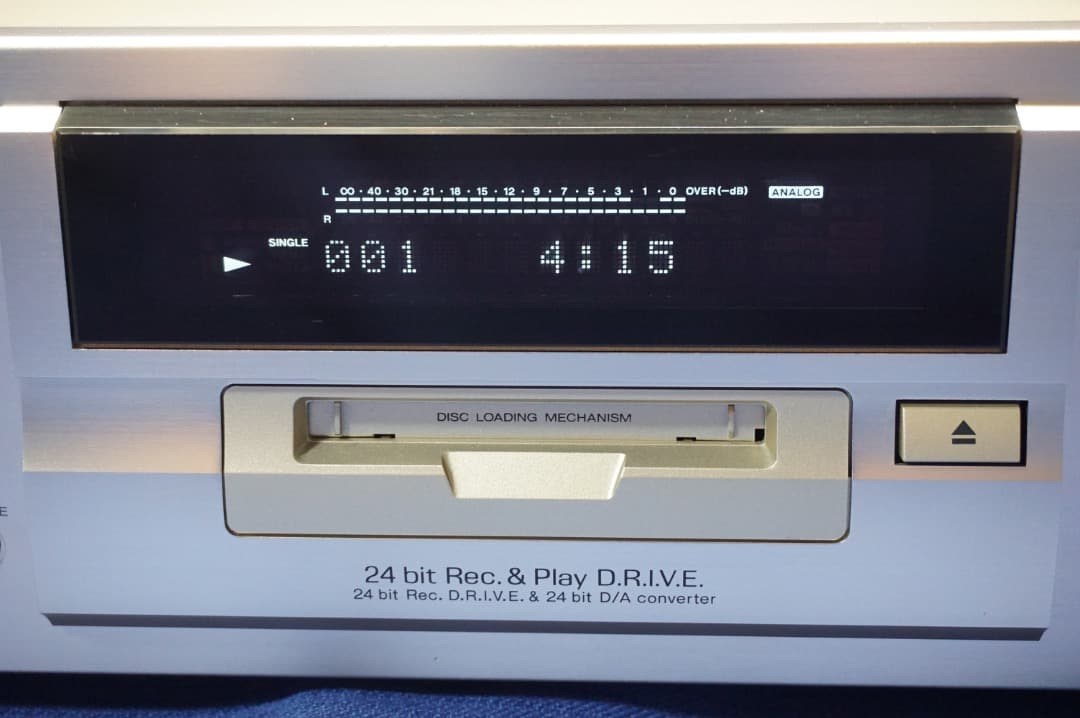 L ∞ · 40 · 30 · 21 · 18 · 15 · 12 · 9 · 7 · 5 · 3 · 1 · 0 OVER(−dB) ANALOG
R
SINGLE 001 4:15
DISC LOADING MECHANISM
E
24 bit Rec. & Play D.R.I.V.E.
24 bit Rec. D.R.I.V.E. & 24 bit D/A converter